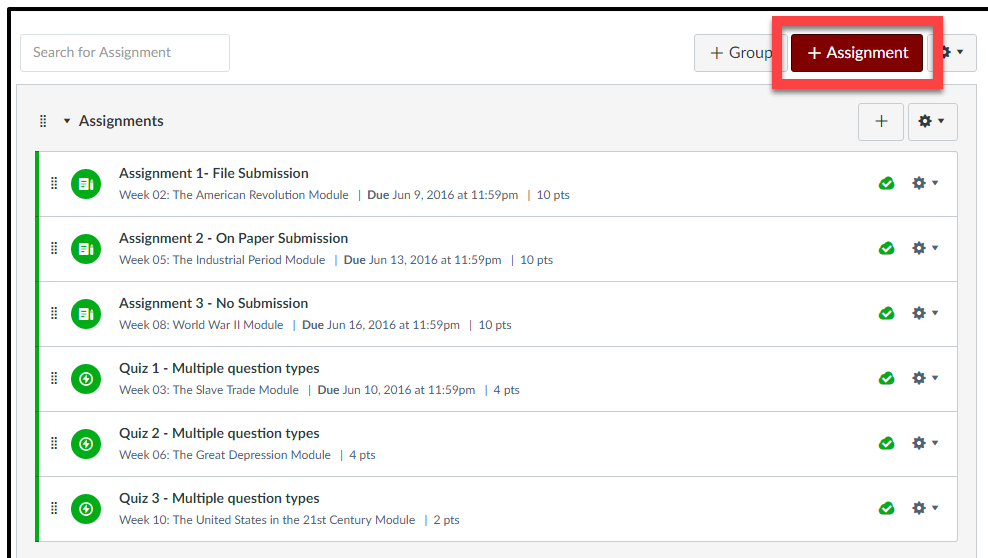 Search for Assignment
+ Group
+ Assignment
Assignments
+
Assignment 1- File Submission
Week 02: The American Revolution Module | Due Jun 9, 2016 at 11:59pm | 10 pts
Assignment 2 - On Paper Submission
Week 05: The Industrial Period Module | Due Jun 13, 2016 at 11:59pm | 10 pts
Assignment 3 - No Submission
Week 08: World War II Module | Due Jun 16, 2016 at 11:59pm | 10 pts
Quiz 1 - Multiple question types
Week 03: The Slave Trade Module | Due Jun 10, 2016 at 11:59pm | 4 pts
Quiz 2 - Multiple question types
Week 06: The Great Depression Module | 4 pts
Quiz 3 - Multiple question types
Week 10: The United States in the 21st Century Module | 2 pts